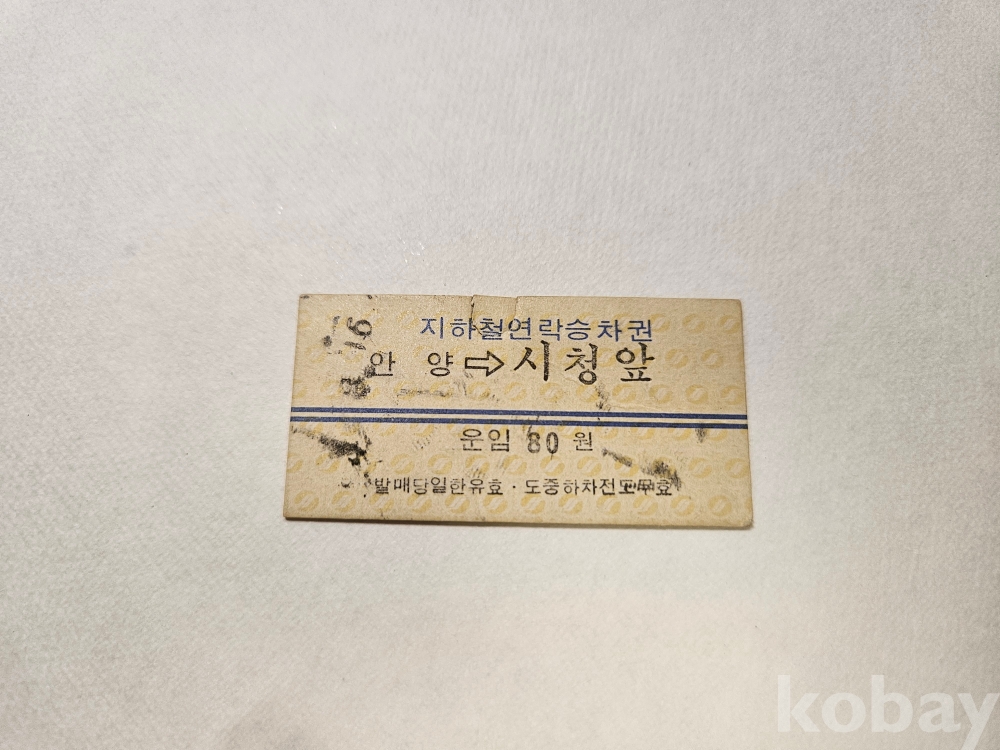 지하철연락승차권
안 양 ⇨ 시청앞
운임 80 원
발매당일한유효 · 도중하차전도무효
kobay